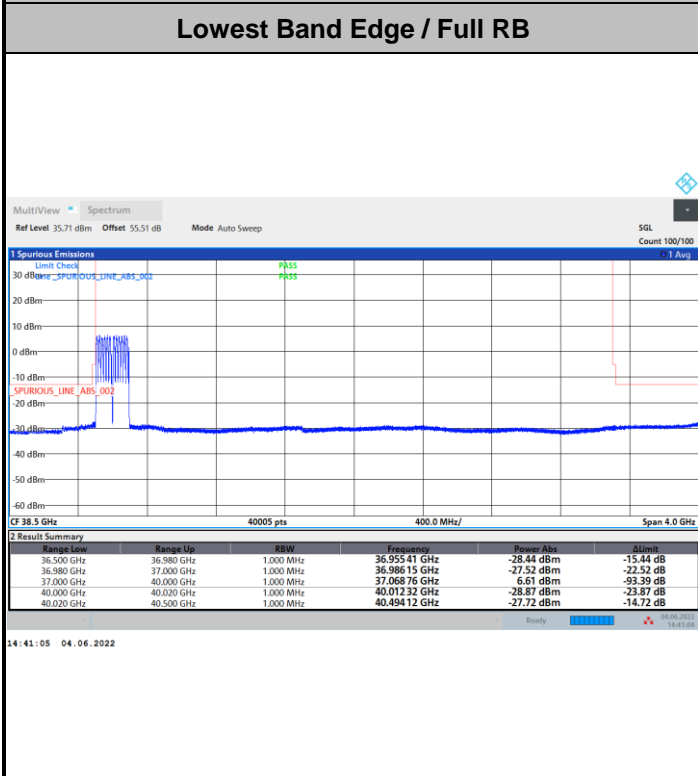 Lowest Band Edge / Full RB
MultiView Spectrum
Ref Level 35.71 dBm Offset 55.51 dB Mode Auto Sweep SGL
Count 100/100
1 Spurious Emissions 1 Avg
Limit Check PASS
30 dBm Line _SPURIOUS_LINE_ABS_002 PASS
20 dBm
10 dBm
0 dBm
-10 dBm
_SPURIOUS_LINE_ABS_002
-20 dBm
-30 dBm
-40 dBm
-50 dBm
-60 dBm
CF 38.5 GHz 40005 pts 400.0 MHz/ Span 4.0 GHz
2 Result Summary
Range Low Range Up RBW Frequency Power Abs ΔLimit
36.500 GHz 36.980 GHz 1.000 MHz 36.955 41 GHz -28.44 dBm -15.44 dB
36.980 GHz 37.000 GHz 1.000 MHz 36.986 15 GHz -27.52 dBm -22.52 dB
37.000 GHz 40.000 GHz 1.000 MHz 37.068 76 GHz 6.61 dBm -93.39 dB
40.000 GHz 40.020 GHz 1.000 MHz 40.012 32 GHz -28.87 dBm -23.87 dB
40.020 GHz 40.500 GHz 1.000 MHz 40.494 12 GHz -27.72 dBm -14.72 dB
Ready 04.06.2022
14:41:04
14:41:05 04.06.2022